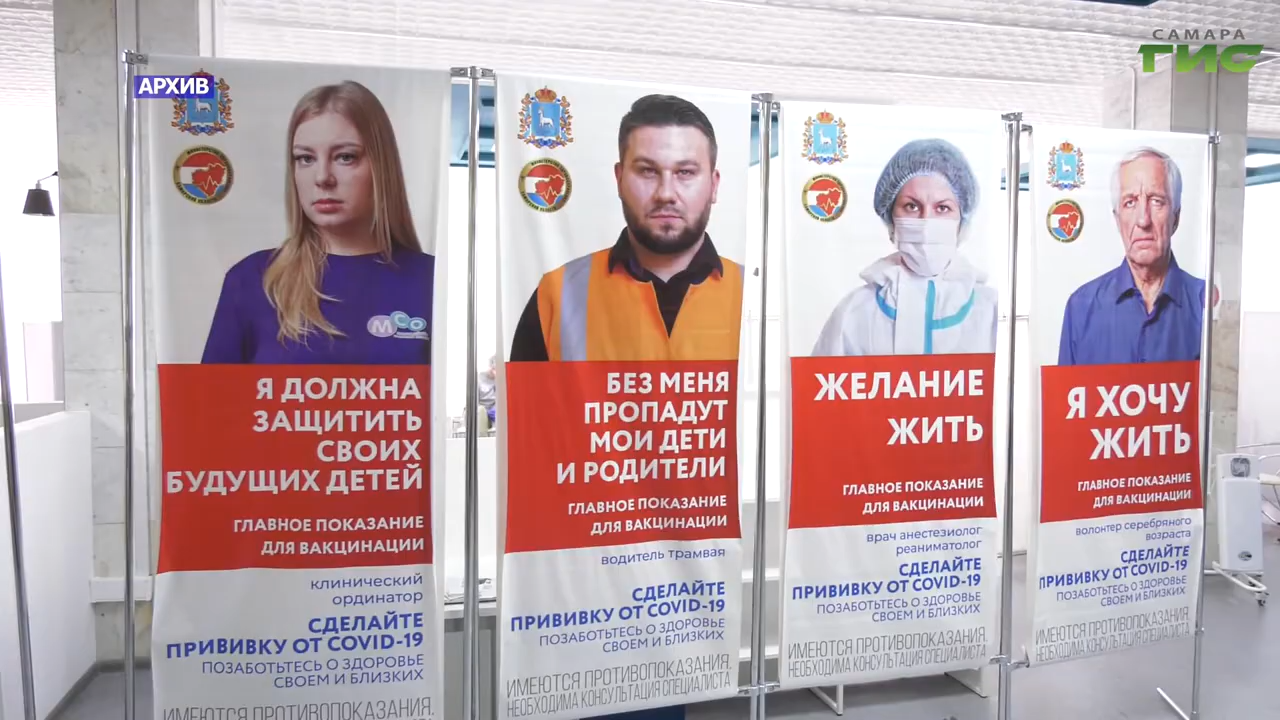 САМАРА
ГИС
АРХИВ
МСО
Я ДОЛЖНА
ЗАЩИТИТЬ
СВОИХ
БУДУЩИХ ДЕТЕЙ
ГЛАВНОЕ ПОКАЗАНИЕ
ДЛЯ ВАКЦИНАЦИИ
клинический
ординатор
СДЕЛАЙТЕ
ПРИВИВКУ ОТ COVID-19
ПОЗАБОТЬТЕСЬ О ЗДОРОВЬЕ
СВОЕМ И БЛИЗКИХ
ИМЕЮТСЯ ПРОТИВОПОКАЗАНИЯ.
БЕЗ МЕНЯ
ПРОПАДУТ
МОИ ДЕТИ
И РОДИТЕЛИ
ГЛАВНОЕ ПОКАЗАНИЕ
ДЛЯ ВАКЦИНАЦИИ
водитель трамвая
СДЕЛАЙТЕ
ПРИВИВКУ ОТ COVID-19
ПОЗАБОТЬТЕСЬ О ЗДОРОВЬЕ
СВОЕМ И БЛИЗКИХ
ИМЕЮТСЯ ПРОТИВОПОКАЗАНИЯ.
НЕОБХОДИМА КОНСУЛЬТАЦИЯ СПЕЦИАЛИСТА
ЖЕЛАНИЕ
ЖИТЬ
ГЛАВНОЕ ПОКАЗАНИЕ
ДЛЯ ВАКЦИНАЦИИ
врач анестезиолог
реаниматолог
СДЕЛАЙТЕ
ПРИВИВКУ ОТ COVID-19
ПОЗАБОТЬТЕСЬ О ЗДОРОВЬЕ
СВОЕМ И БЛИЗКИХ
ИМЕЮТСЯ ПРОТИВОПОКАЗАНИЯ.
НЕОБХОДИМА КОНСУЛЬТАЦИЯ СПЕЦИАЛИСТА
Я ХОЧУ
ЖИТЬ
ГЛАВНОЕ ПОКАЗАНИЕ
ДЛЯ ВАКЦИНАЦИИ
волонтер серебряного
возраста
СДЕЛАЙТЕ
ПРИВИВКУ ОТ COVID-19
ПОЗАБОТЬТЕСЬ О ЗДОРОВЬЕ
СВОЕМ И БЛИЗКИХ
ИМЕЮТСЯ ПРОТИВОПОКАЗАНИЯ.
НЕОБХОДИМА КОНСУЛЬТАЦИЯ СПЕЦИАЛИСТА